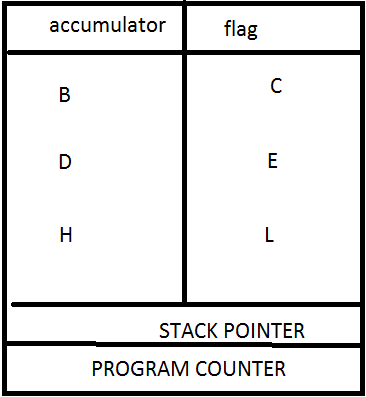 accumulator flag
B C
D E
H L
STACK POINTER
PROGRAM COUNTER